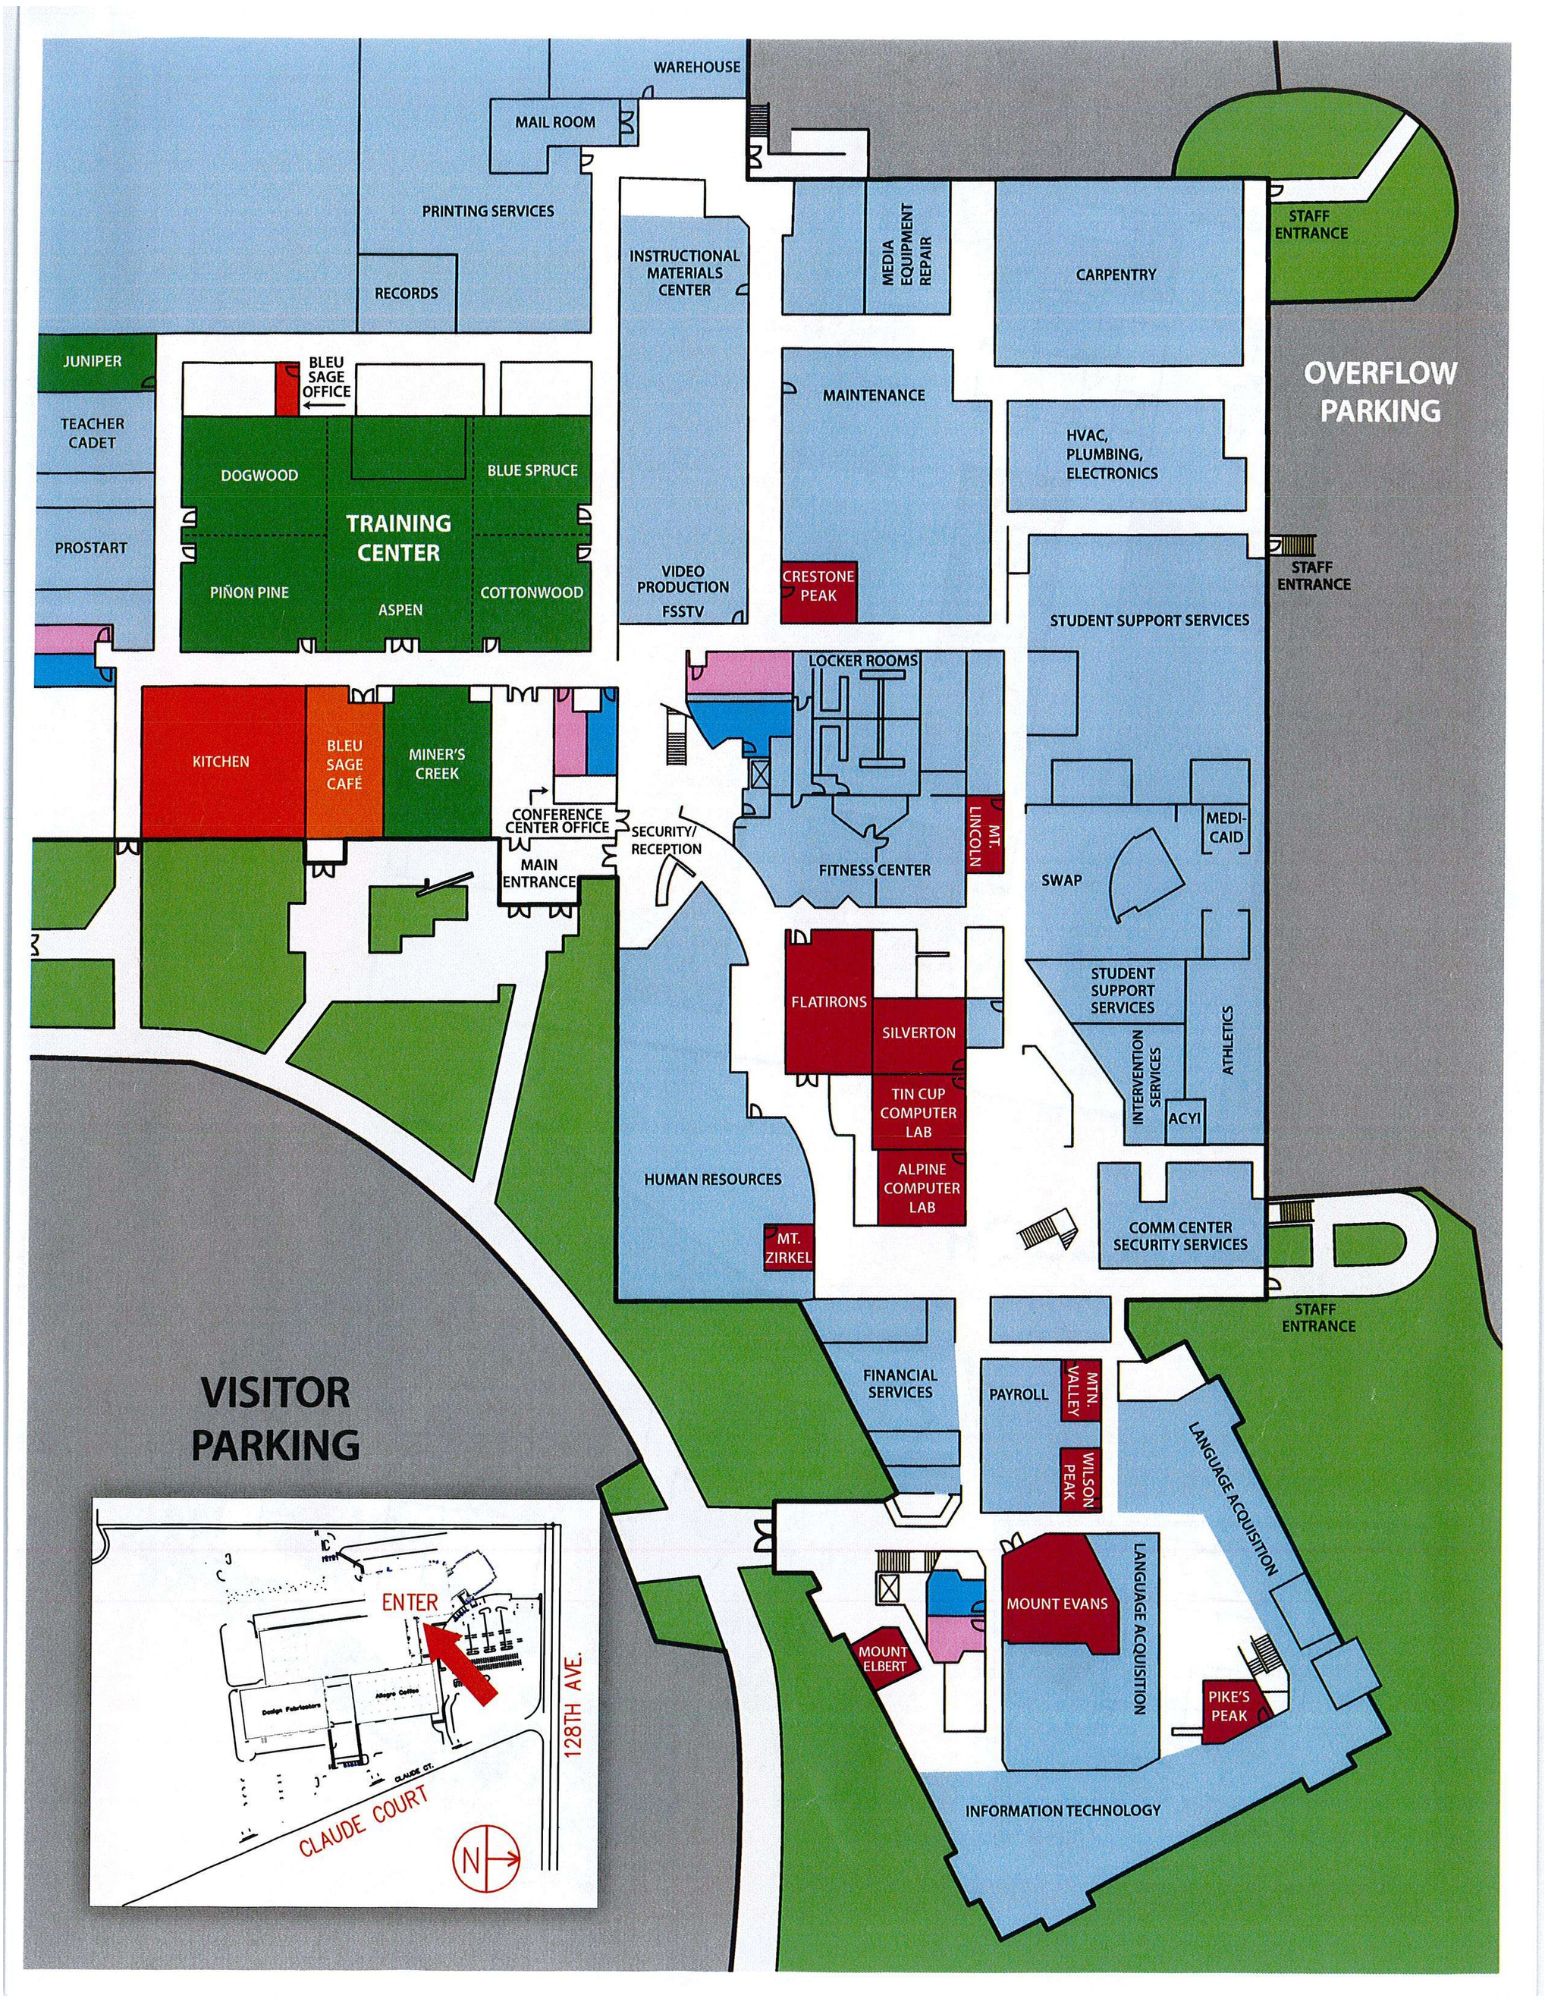 WAREHOUSE
MAIL ROOM
PRINTING SERVICES
RECORDS
INSTRUCTIONAL
MATERIALS
CENTER
MEDIA
EQUIPMENT
REPAIR
CARPENTRY
STAFF
ENTRANCE
JUNIPER
TEACHER
CADET
PROSTART
BLEU
SAGE
OFFICE
DOGWOOD
BLUE SPRUCE
TRAINING
CENTER
PIÑON PINE
ASPEN
COTTONWOOD
VIDEO
PRODUCTION
FSSTV
MAINTENANCE
CRESTONE
PEAK
HVAC,
PLUMBING,
ELECTRONICS
OVERFLOW
PARKING
STAFF
ENTRANCE
STUDENT SUPPORT SERVICES
LOCKER ROOMS
KITCHEN
BLEU
SAGE
CAFÉ
MINER'S
CREEK
CONFERENCE
CENTER OFFICE
SECURITY/
RECEPTION
MAIN
ENTRANCE
FITNESS CENTER
MT.
LINCOLN
MEDI-
CAID
SWAP
STUDENT
SUPPORT
SERVICES
INTERVENTION
SERVICES
ATHLETICS
ACYI
FLATIRONS
SILVERTON
TIN CUP
COMPUTER
LAB
ALPINE
COMPUTER
LAB
HUMAN RESOURCES
MT.
ZIRKEL
COMM CENTER
SECURITY SERVICES
STAFF
ENTRANCE
FINANCIAL
SERVICES
PAYROLL
MTN.
VALLEY
WILSON
PEAK
LANGUAGE ACQUISITION
VISITOR
PARKING
MOUNT EVANS
LANGUAGE ACQUISITION
MOUNT
ELBERT
PIKE'S
PEAK
INFORMATION TECHNOLOGY
ENTER
Design Fabricators
Allegro Coffee
CLAUDE CT.
CLAUDE COURT
128TH AVE.
N